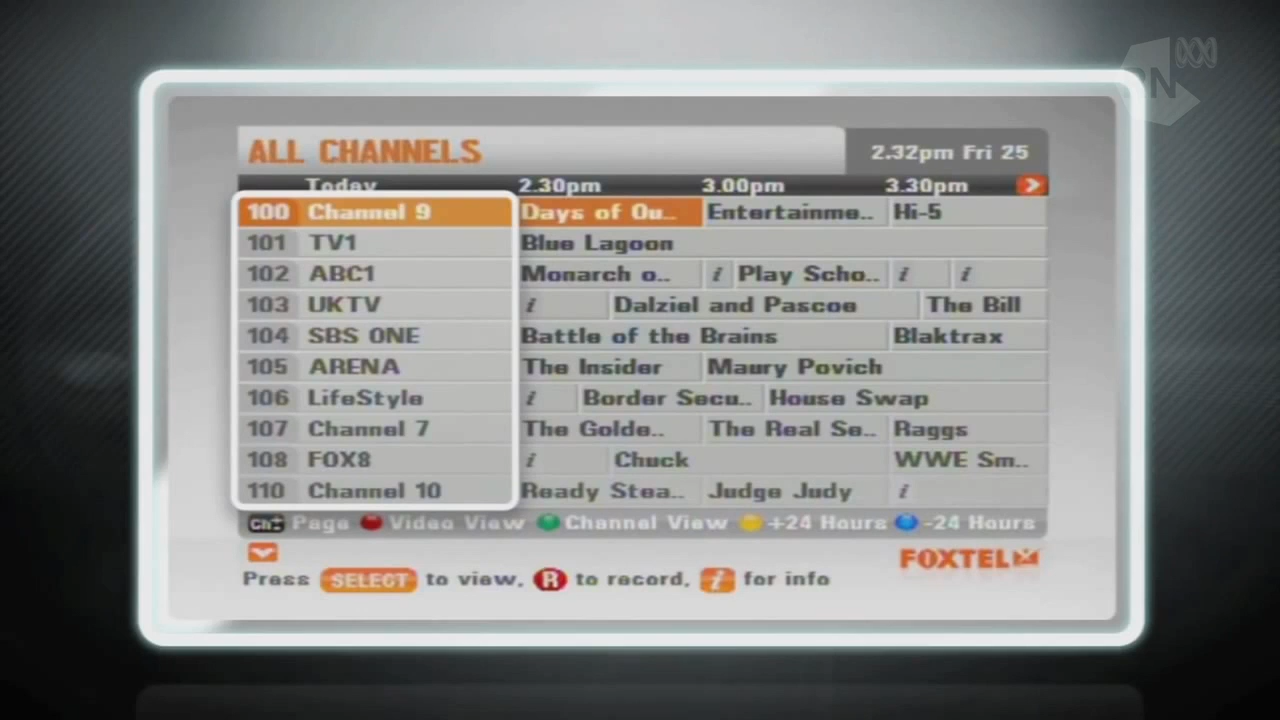 N
ALL CHANNELS 2.32pm Fri 25
Today 2.30pm 3.00pm 3.30pm
100 Channel 9 Days of Ou.. Entertainme.. Hi-5
101 TV1 Blue Lagoon
102 ABC1 Monarch o.. i Play Scho.. i i
103 UKTV i Dalziel and Pascoe The Bill
104 SBS ONE Battle of the Brains Blaktrax
105 ARENA The Insider Maury Povich
106 LifeStyle i Border Secu.. House Swap
107 Channel 7 The Golde.. The Real Se.. Raggs
108 FOX8 i Chuck WWE Sm..
110 Channel 10 Ready Stea.. Judge Judy i
Ch± Page Video View Channel View +24 Hours -24 Hours
FOXTEL
Press SELECT to view, R to record, i for info